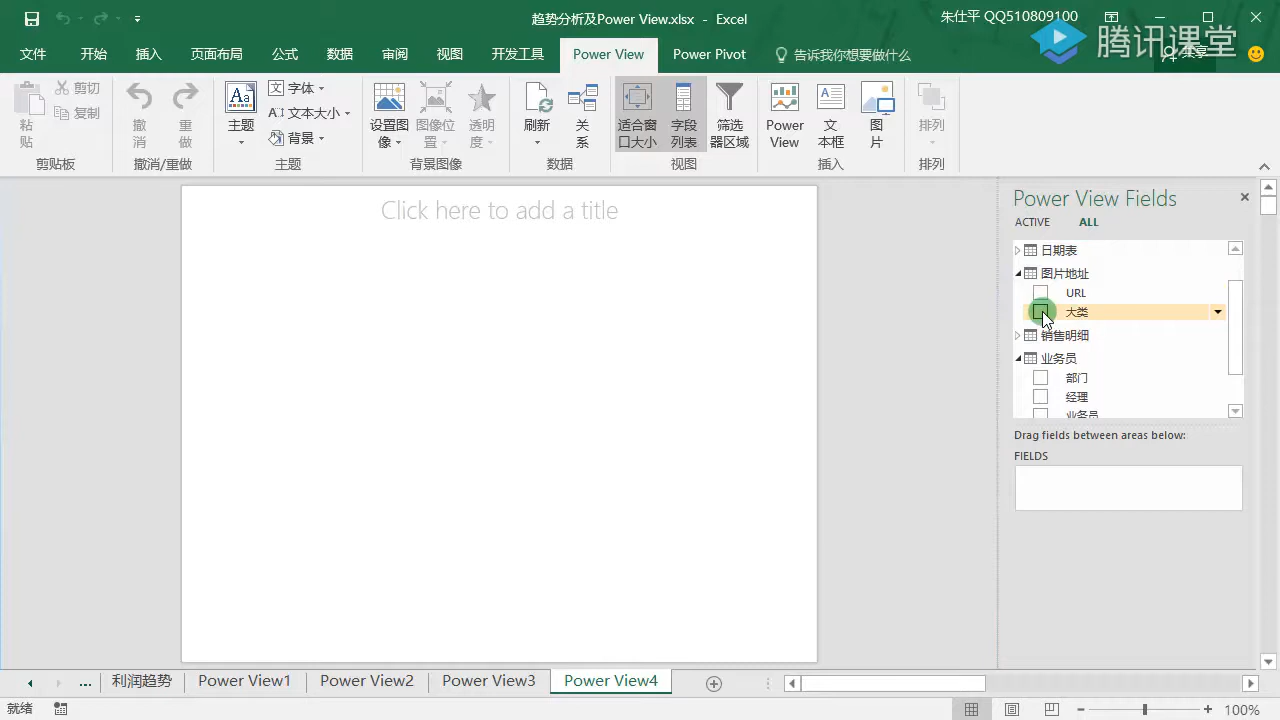 趋势分析及Power View.xlsx - Excel
朱仕平 QQ510809100
腾讯课堂
文件 开始 插入 页面布局 公式 数据 审阅 视图 开发工具 Power View Power Pivot 告诉我你想要做什么 共享
粘贴 剪切 复制
撤消 重做
主题 字体 文本大小 背景
设置图像 图像位置 透明度
刷新 关系
适合窗口大小 字段列表 筛选器区域
Power View 文本框 图片
排列
剪贴板 撤消/重做 主题 背景图像 数据 视图 插入 排列
Click here to add a title
Power View Fields
ACTIVE ALL
日期表
图片地址
URL
大类
销售明细
业务员
部门
经理
业务员
Drag fields between areas below:
FIELDS
... 利润趋势 Power View1 Power View2 Power View3 Power View4
就绪 100%